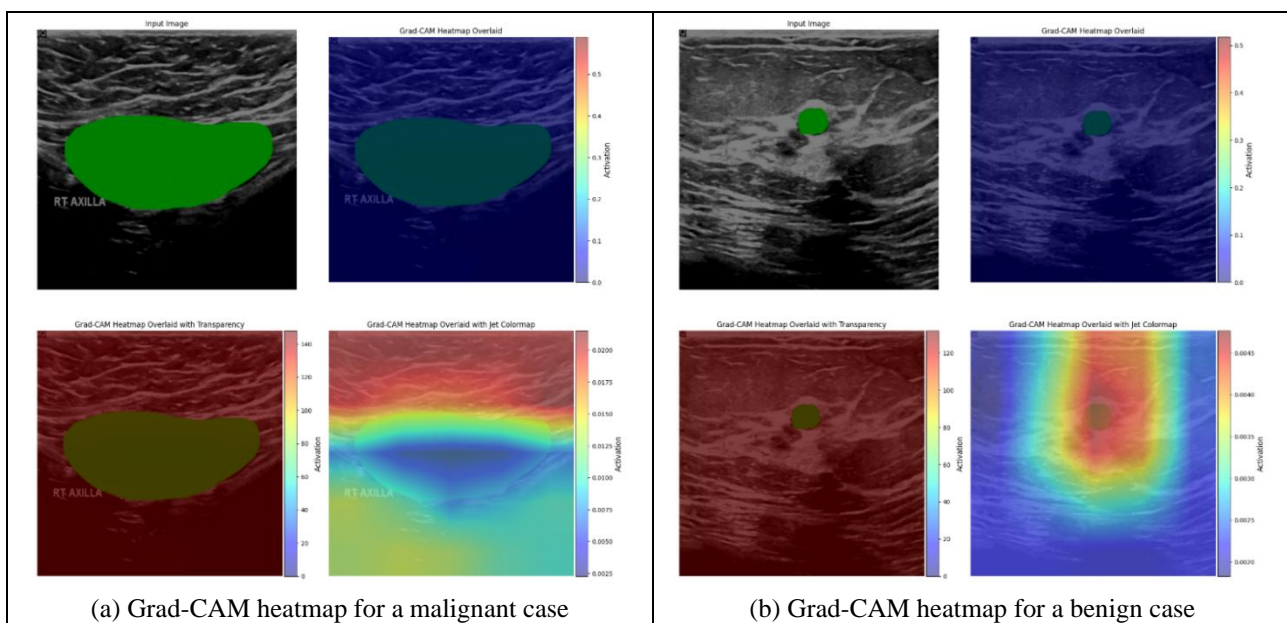 Input Image
Grad-CAM Heatmap Overlaid
RT AXILLA
0.5
0.4
0.3
0.2
0.1
0.0
Activation
Grad-CAM Heatmap Overlaid with Transparency
Grad-CAM Heatmap Overlaid with Jet Colormap
RT AXILLA
140
120
100
80
60
40
20
0
Activation
RT AXILLA
0.0200
0.0175
0.0150
0.0125
0.0100
0.0075
0.0050
0.0025
Activation
(a) Grad-CAM heatmap for a malignant case
Input Image
Grad-CAM Heatmap Overlaid
0.5
0.4
0.3
0.2
0.1
0.0
Activation
Grad-CAM Heatmap Overlaid with Transparency
Grad-CAM Heatmap Overlaid with Jet Colormap
120
100
80
60
40
20
0
Activation
0.0045
0.0040
0.0035
0.0030
0.0025
0.0020
Activation
(b) Grad-CAM heatmap for a benign case